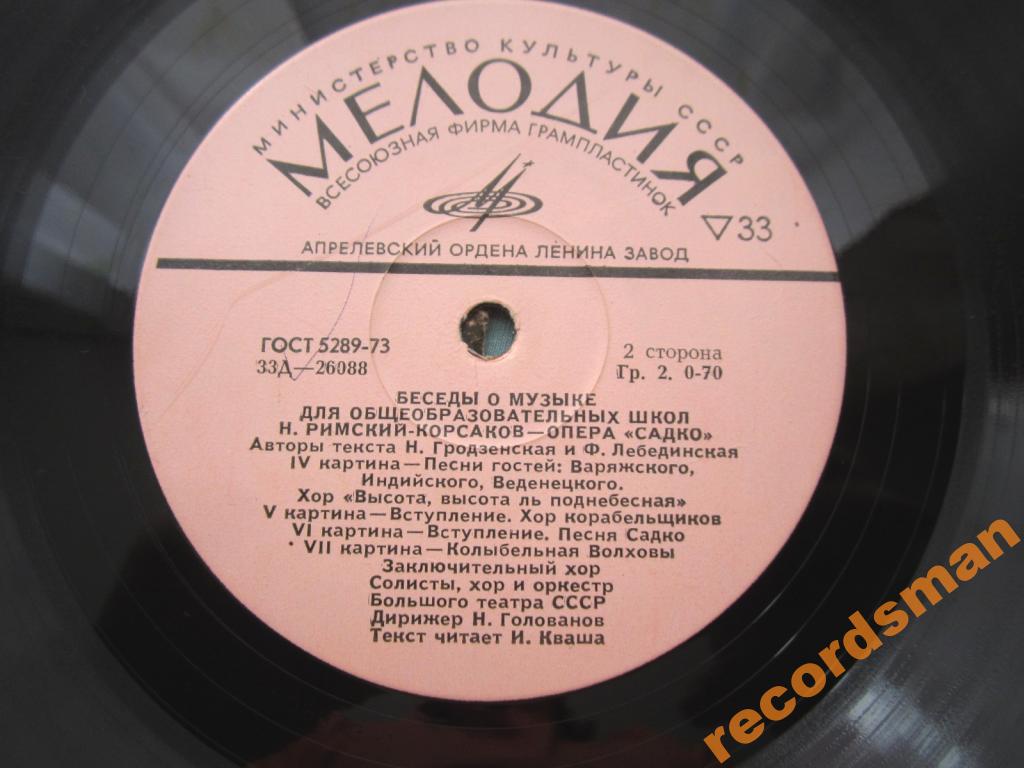 МИНИСТЕРСТВО КУЛЬТУРЫ СССР
МЕЛОДИЯ
ВСЕСОЮЗНАЯ ФИРМА ГРАМПЛАСТИНОК
▽33
АПРЕЛЕВСКИЙ ОРДЕНА ЛЕНИНА ЗАВОД
ГОСТ 5289-73
33Д—26088
2 сторона
Гр. 2. 0-70
БЕСЕДЫ О МУЗЫКЕ
ДЛЯ ОБЩЕОБРАЗОВАТЕЛЬНЫХ ШКОЛ
Н. РИМСКИЙ-КОРСАКОВ—ОПЕРА «САДКО»
Авторы текста Н. Гродзенская и Ф. Лебединская
IV картина—Песни гостей: Варяжского,
Индийского, Веденецкого.
Хор «Высота, высота ль поднебесная»
V картина—Вступление. Хор корабельщиков
VI картина—Вступление. Песня Садко
VII картина—Колыбельная Волховы
Заключительный хор
Солисты, хор и оркестр
Большого театра СССР
Дирижер Н. Голованов
Текст читает И. Кваша
recordsman